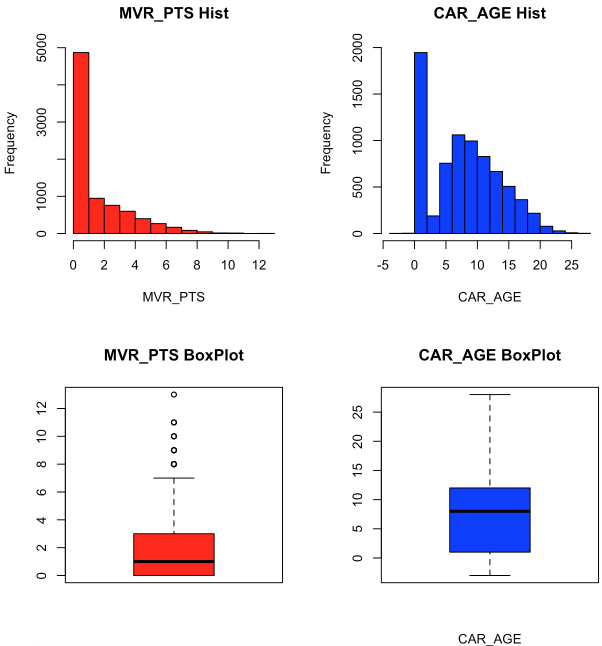 MVR_PTS Hist
Frequency
5000
3000
1000
0
0 2 4 6 8 10 12
MVR_PTS
CAR_AGE Hist
Frequency
2000
1500
1000
500
0
-5 0 5 10 15 20 25
CAR_AGE
MVR_PTS BoxPlot
12
10
8
6
4
2
0
CAR_AGE BoxPlot
25
20
15
10
5
0
CAR_AGE